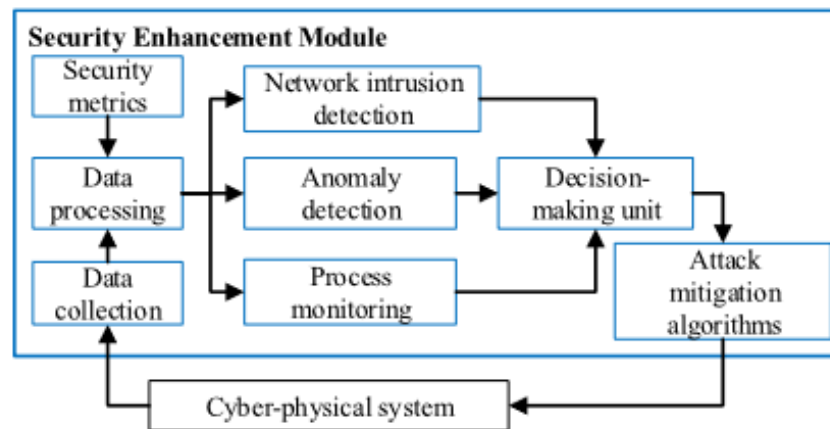 Security Enhancement Module
Security
metrics
Network intrusion
detection
Data
processing
Anomaly
detection
Decision-
making unit
Data
collection
Process
monitoring
Attack
mitigation
algorithms
Cyber-physical system